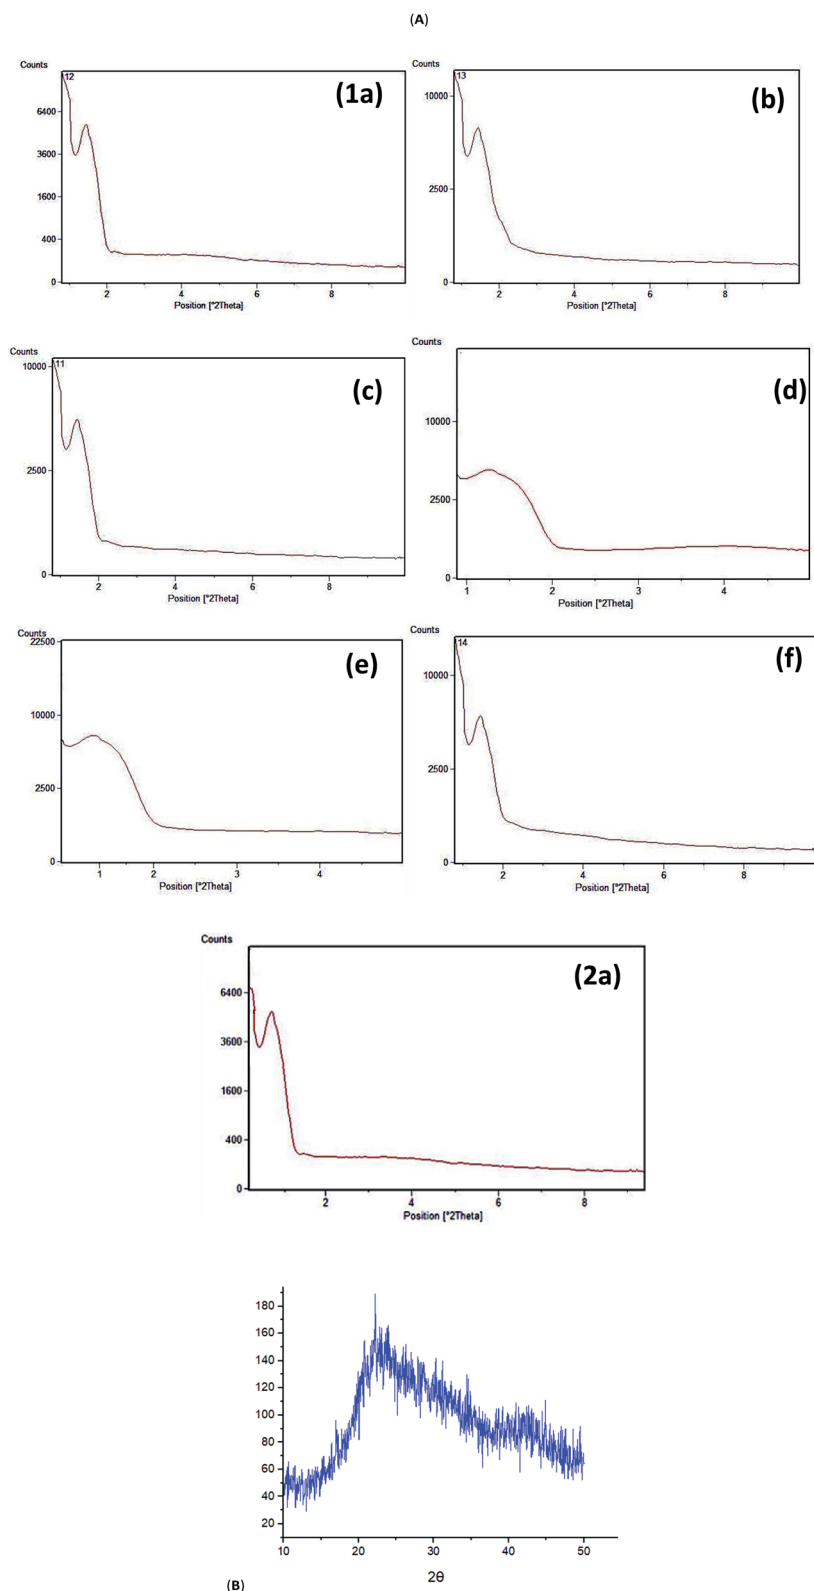 (A)
Counts
12
(1a)
6400
3600
1600
400
0
2 4 6 8
Position [°2Theta]
Counts
13
(b)
10000
2500
0
2 4 6 8
Position [°2Theta]
Counts
11
(c)
10000
2500
0
2 4 6 8
Position [°2Theta]
Counts
(d)
10000
2500
0
1 2 3 4
Position [°2Theta]
Counts
(e)
22500
10000
2500
0
1 2 3 4
Position [°2Theta]
Counts
14
(f)
10000
2500
0
2 4 6 8
Position [°2Theta]
Counts
(2a)
6400
3600
1600
400
0
2 4 6 8
Position [°2Theta]
180
160
140
120
100
80
60
40
20
10 20 30 40 50
2θ
(B)